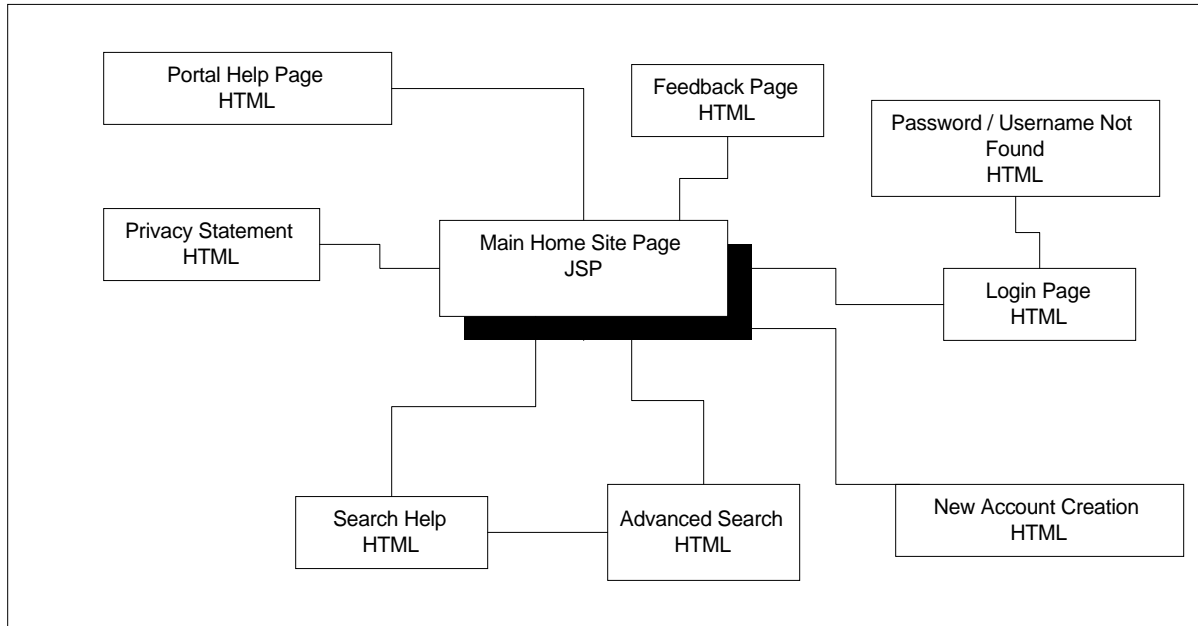 Portal Help Page
HTML
Feedback Page
HTML
Password / Username Not
Found
HTML
Privacy Statement
HTML
Main Home Site Page
JSP
Login Page
HTML
Search Help
HTML
Advanced Search
HTML
New Account Creation
HTML